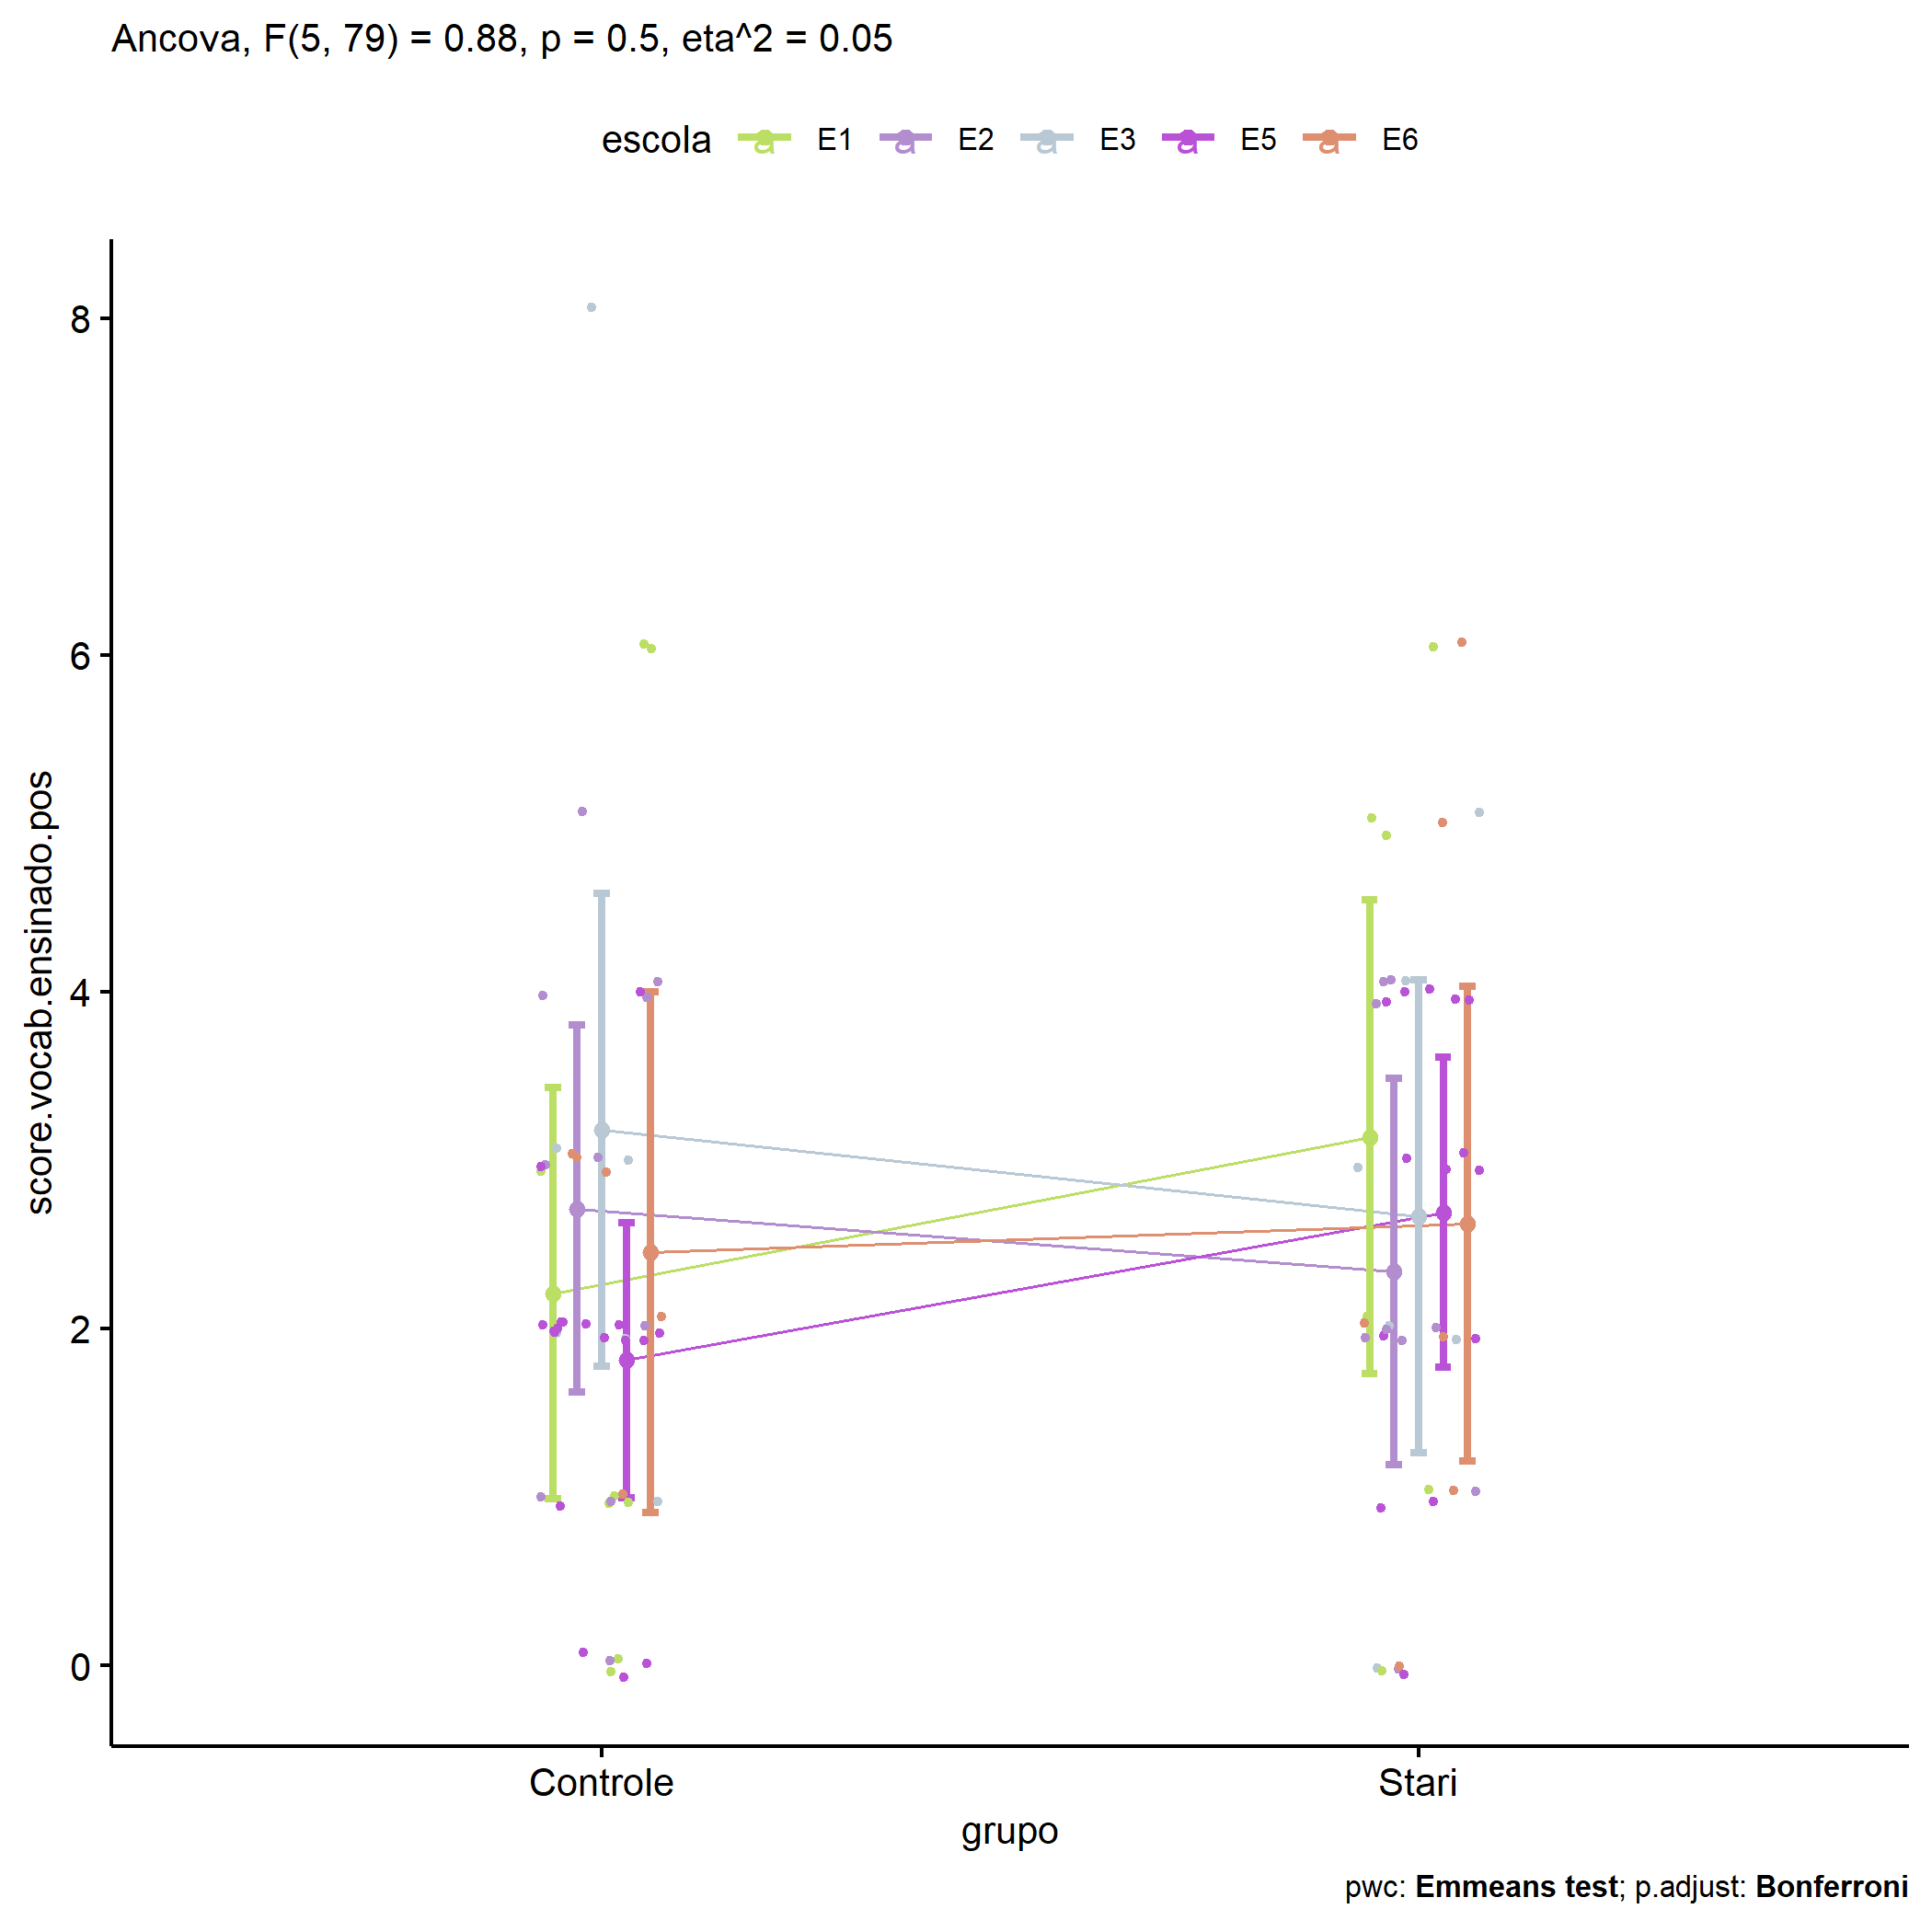 Ancova, F(5, 79) = 0.88, p = 0.5, eta^2 = 0.05
escola a E1 a E2 a E3 a E5 a E6
8
6
4
2
0
score.vocab.ensinado.pos
Controle Stari
grupo
pwc: Emmeans test; p.adjust: Bonferroni